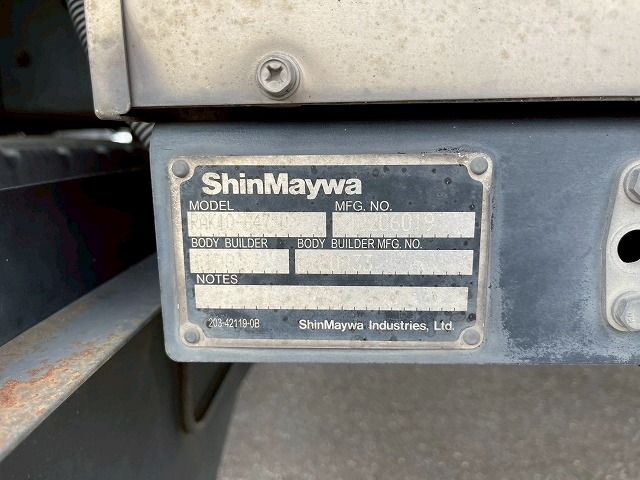 ShinMaywa
MODEL MFG. NO.
BODY BUILDER BODY BUILDER MFG. NO.
NOTES
203-42119-0B ShinMaywa Industries, Ltd.